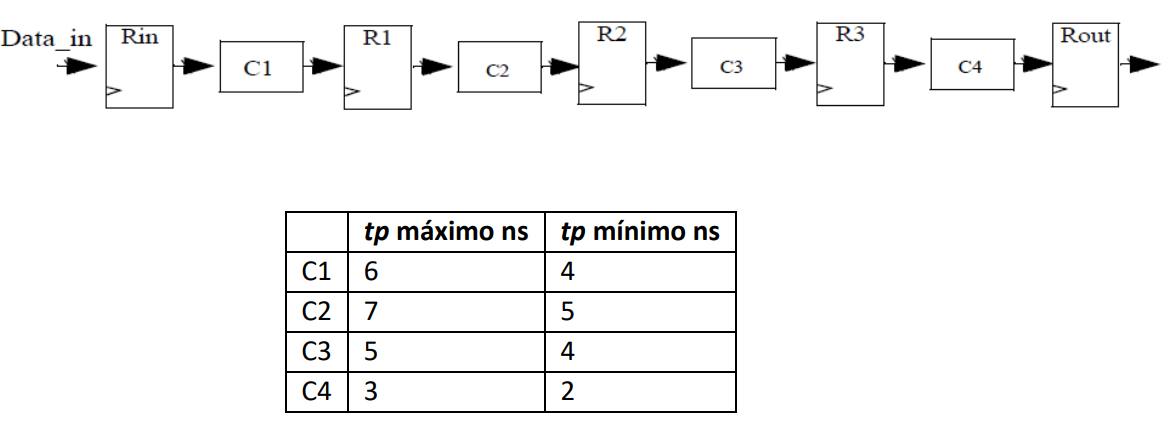 Data_in Rin C1 R1 C2 R2 C3 R3 C4 Rout
tp máximo ns tp mínimo ns
C1 6 4
C2 7 5
C3 5 4
C4 3 2